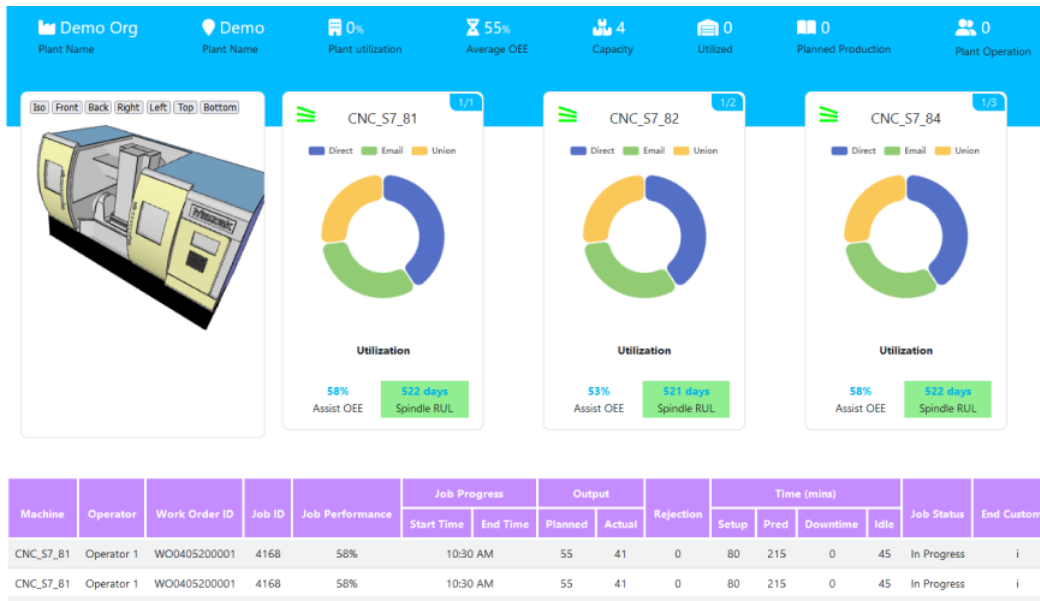 Demo Org
Plant Name
Demo
Plant Name
0%
Plant utilization
55%
Average OEE
4
Capacity
0
Utilized
0
Planned Production
0
Plant Operation
Iso Front Back Right Left Top Bottom
1/1
CNC_S7_81
Direct Email Union
Utilization
58%
Assist OEE
522 days
Spindle RUL
1/2
CNC_S7_82
Direct Email Union
Utilization
53%
Assist OEE
521 days
Spindle RUL
1/3
CNC_S7_84
Direct Email Union
Utilization
58%
Assist OEE
522 days
Spindle RUL
Machine Operator Work Order ID Job ID Job Performance Job Progress Output Rejection Time (mins) Job Status End Custom
Start Time End Time Planned Actual Setup Pred Downtime Idle
CNC_S7_81 Operator 1 WO0405200001 4168 58% 10:30 AM 55 41 0 80 215 0 45 In Progress i
CNC_S7_81 Operator 1 WO0405200001 4168 58% 10:30 AM 55 41 0 80 215 0 45 In Progress i